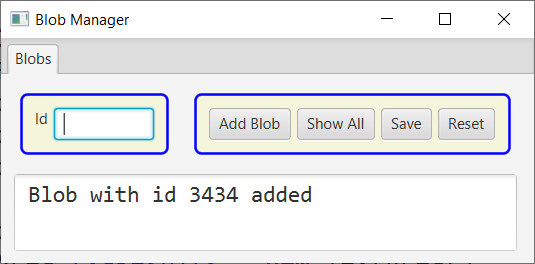 Blob Manager
Blobs
Id
Add Blob Show All Save Reset
Blob with id 3434 added